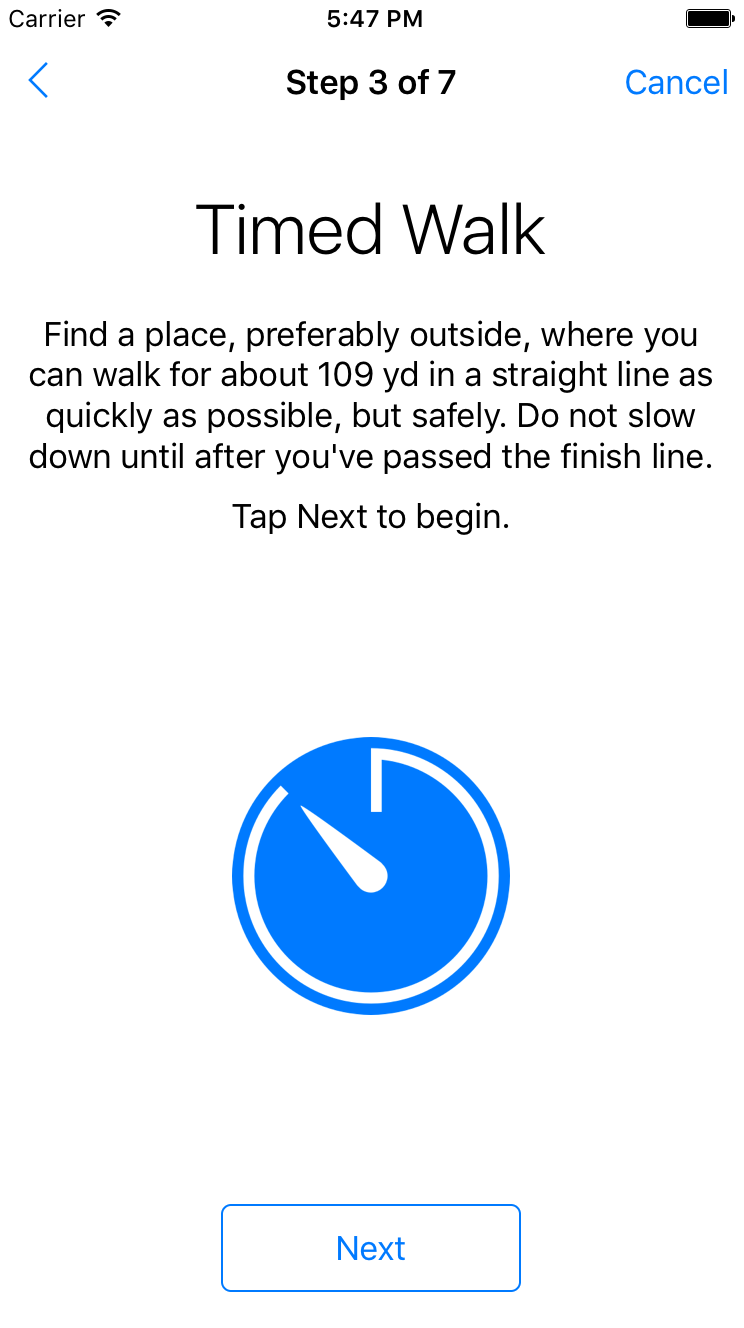 Carrier 5:47 PM
Step 3 of 7 Cancel
Timed Walk
Find a place, preferably outside, where you
can walk for about 109 yd in a straight line as
quickly as possible, but safely. Do not slow
down until after you've passed the finish line.
Tap Next to begin.
Next